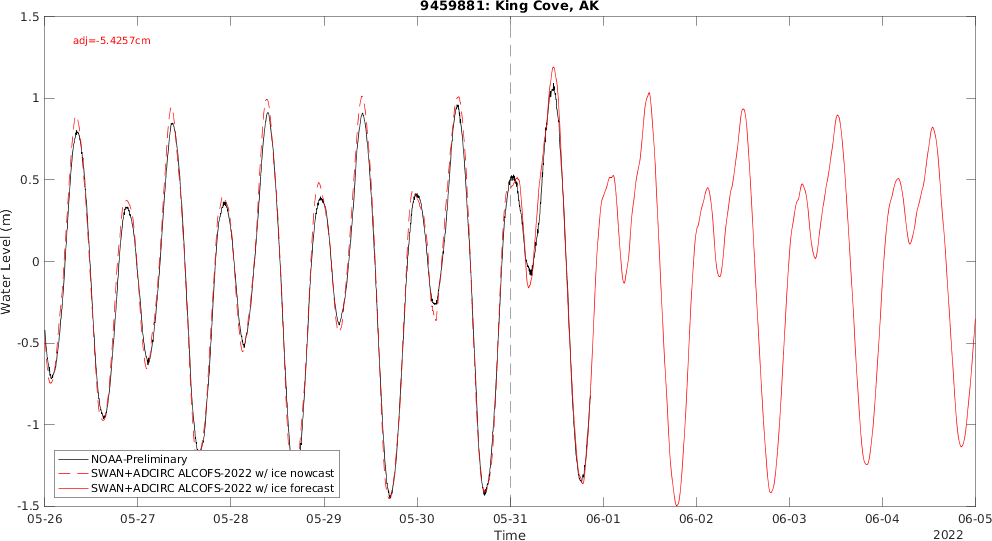 9459881: King Cove, AK
adj=-5.4257cm
Water Level (m)
1.5
1
0.5
0
-0.5
-1
-1.5
NOAA-Preliminary
SWAN+ADCIRC ALCOFS-2022 w/ ice nowcast
SWAN+ADCIRC ALCOFS-2022 w/ ice forecast
05-26 05-27 05-28 05-29 05-30 05-31 06-01 06-02 06-03 06-04 06-05
Time
2022